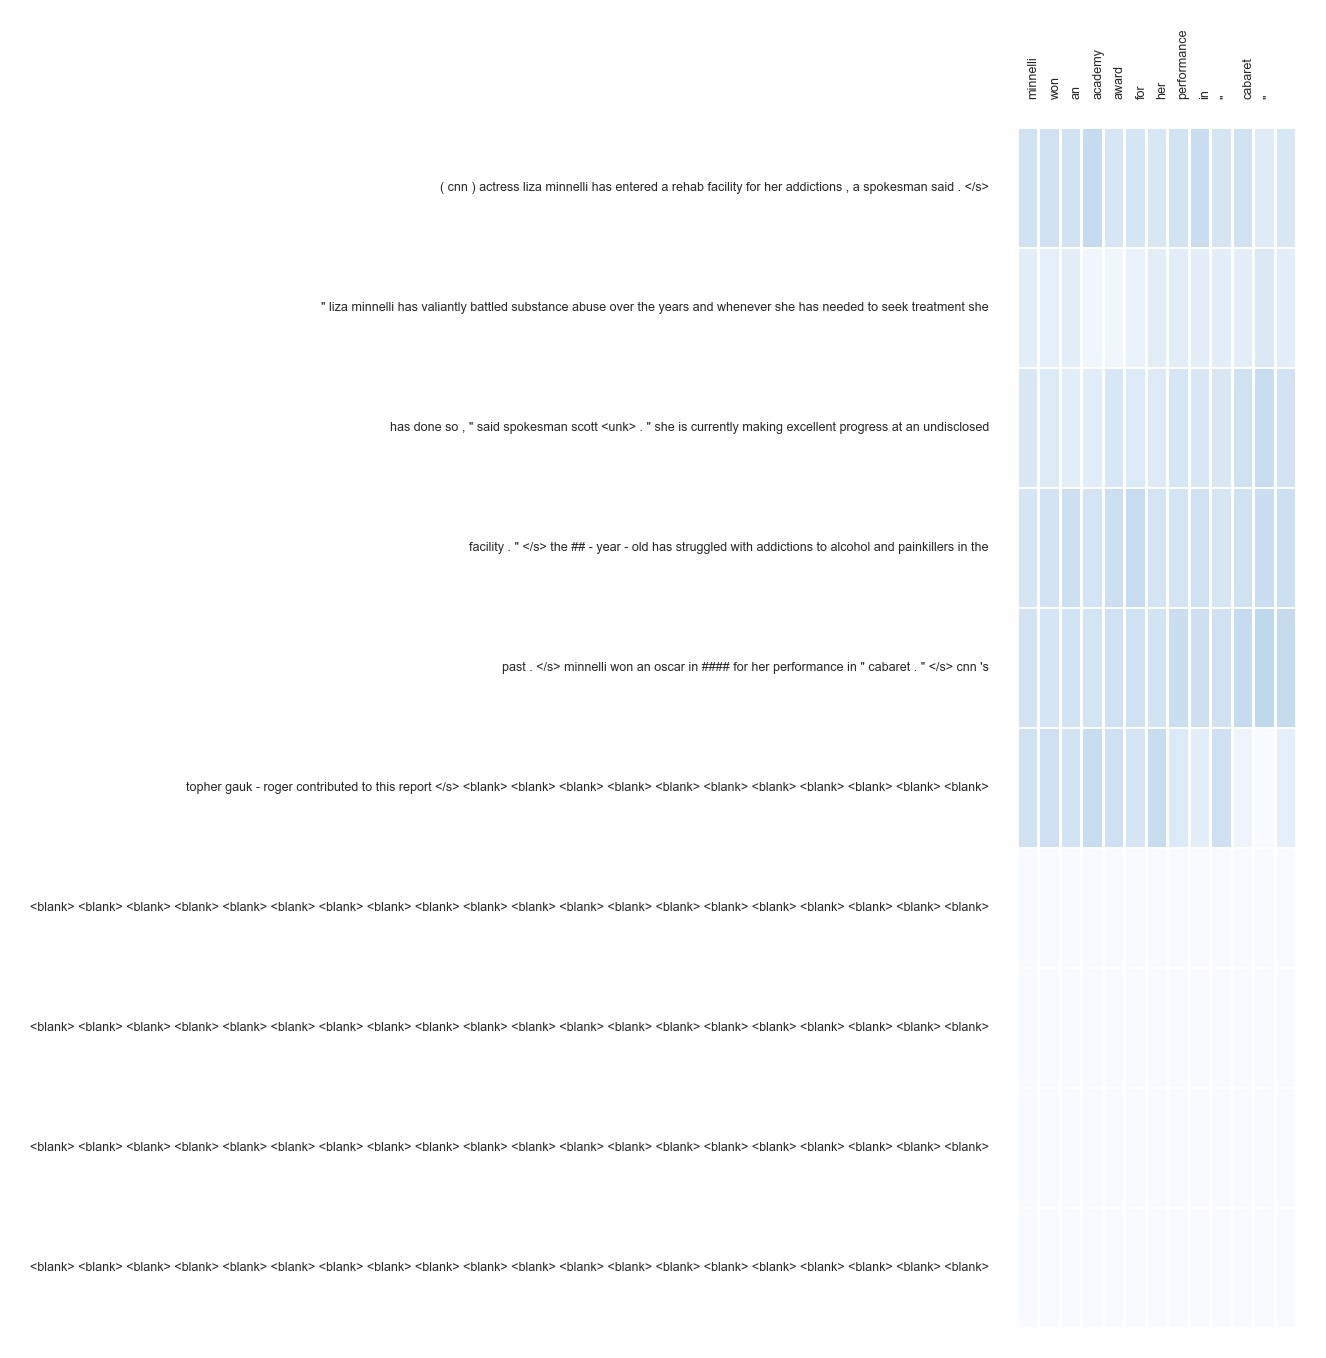 minnelli
won
an
academy
award
for
her
performance
in
"
cabaret
"
( cnn ) actress liza minnelli has entered a rehab facility for her addictions , a spokesman said . </s>
" liza minnelli has valiantly battled substance abuse over the years and whenever she has needed to seek treatment she
has done so , " said spokesman scott <unk> . " she is currently making excellent progress at an undisclosed
facility . " </s> the ## - year - old has struggled with addictions to alcohol and painkillers in the
past . </s> minnelli won an oscar in #### for her performance in " cabaret . " </s> cnn 's
topher gauk - roger contributed to this report </s> <blank> <blank> <blank> <blank> <blank> <blank> <blank> <blank> <blank> <blank> <blank>
<blank> <blank> <blank> <blank> <blank> <blank> <blank> <blank> <blank> <blank> <blank> <blank> <blank> <blank> <blank> <blank> <blank> <blank> <blank> <blank>
<blank> <blank> <blank> <blank> <blank> <blank> <blank> <blank> <blank> <blank> <blank> <blank> <blank> <blank> <blank> <blank> <blank> <blank> <blank> <blank>
<blank> <blank> <blank> <blank> <blank> <blank> <blank> <blank> <blank> <blank> <blank> <blank> <blank> <blank> <blank> <blank> <blank> <blank> <blank> <blank>
<blank> <blank> <blank> <blank> <blank> <blank> <blank> <blank> <blank> <blank> <blank> <blank> <blank> <blank> <blank> <blank> <blank> <blank> <blank> <blank>